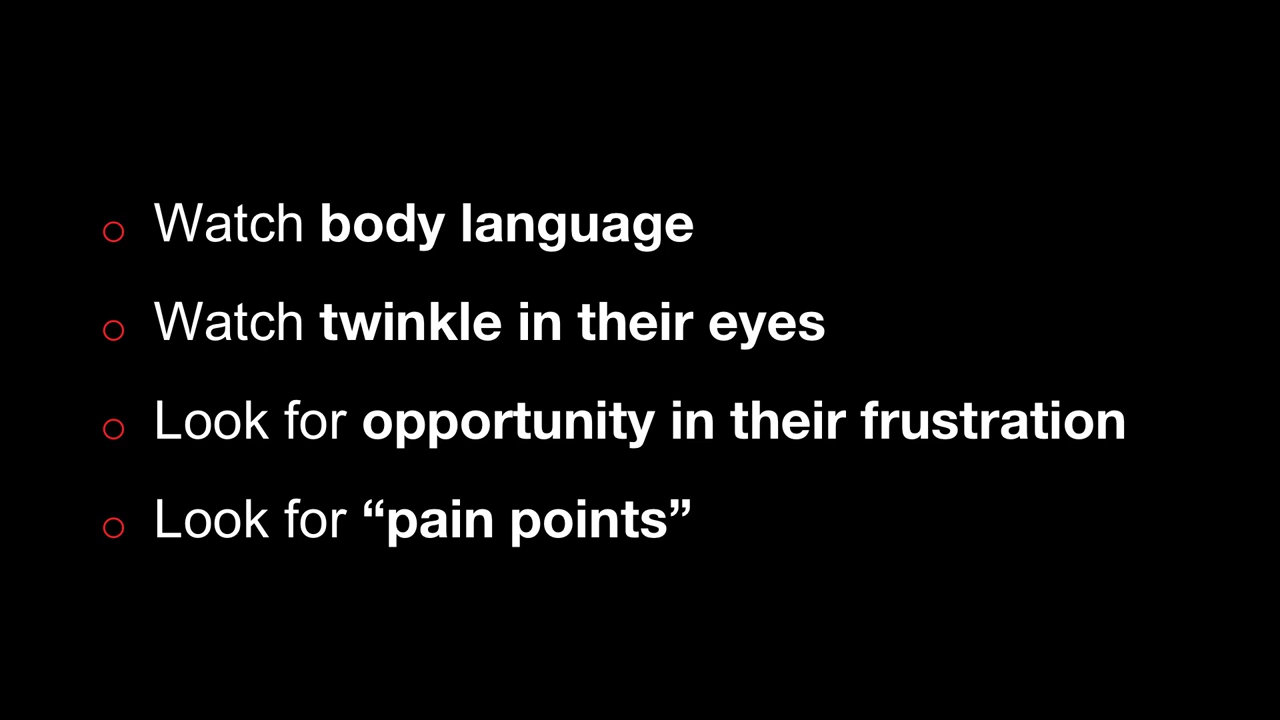 Watch body language
Watch twinkle in their eyes
Look for opportunity in their frustration
Look for “pain points”